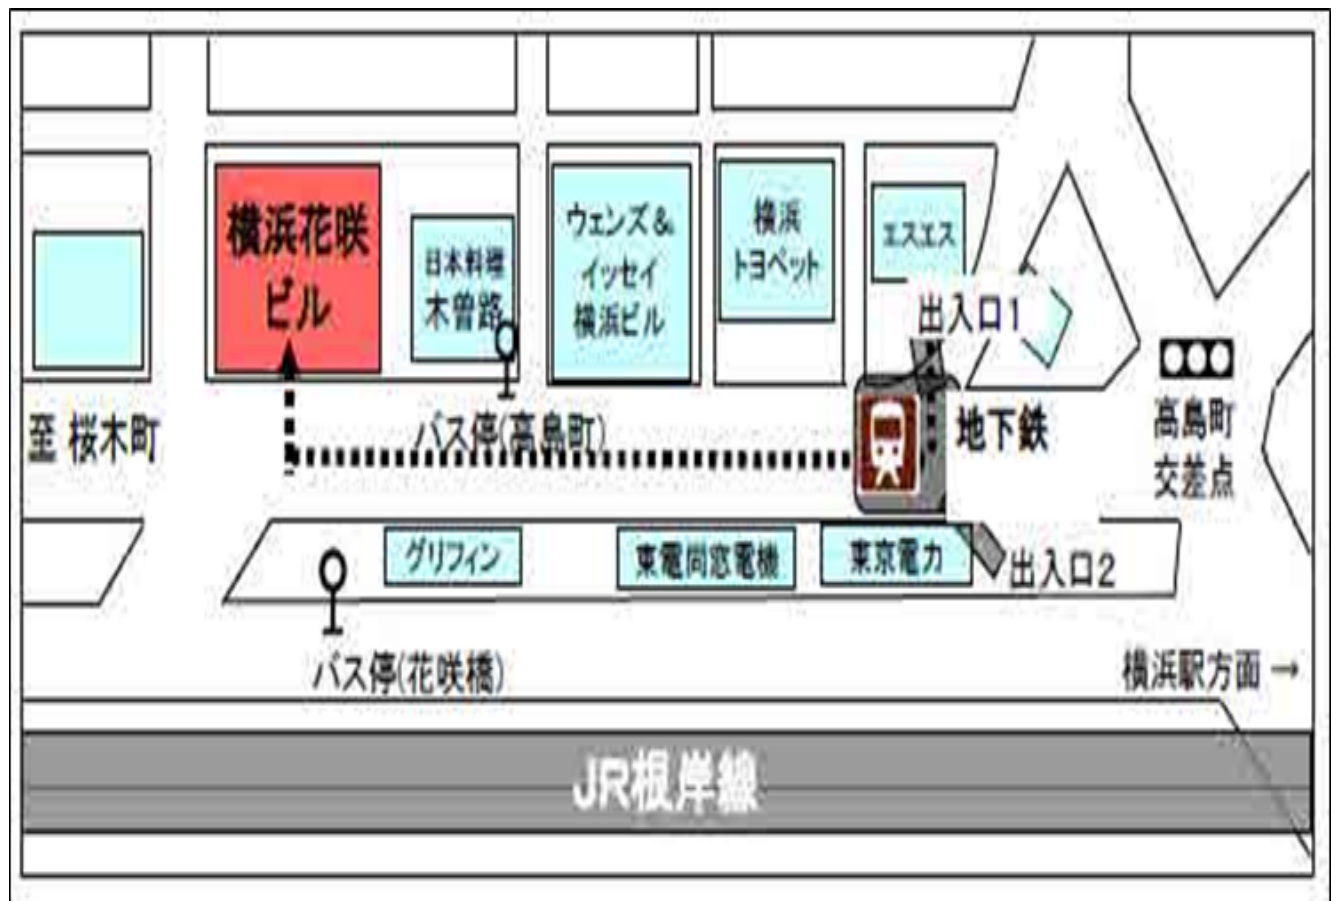 横浜花咲
ビル
日本料理
木曽路
ウェンズ&
イッセイ
横浜ビル
横浜
トヨペット
エスエス
出入口1
至 桜木町
バス停(高島町)
地下鉄
高島町
交差点
グリフィン
東電同窓電機
東京電力
出入口2
バス停(花咲橋)
横浜駅方面→
JR根岸線